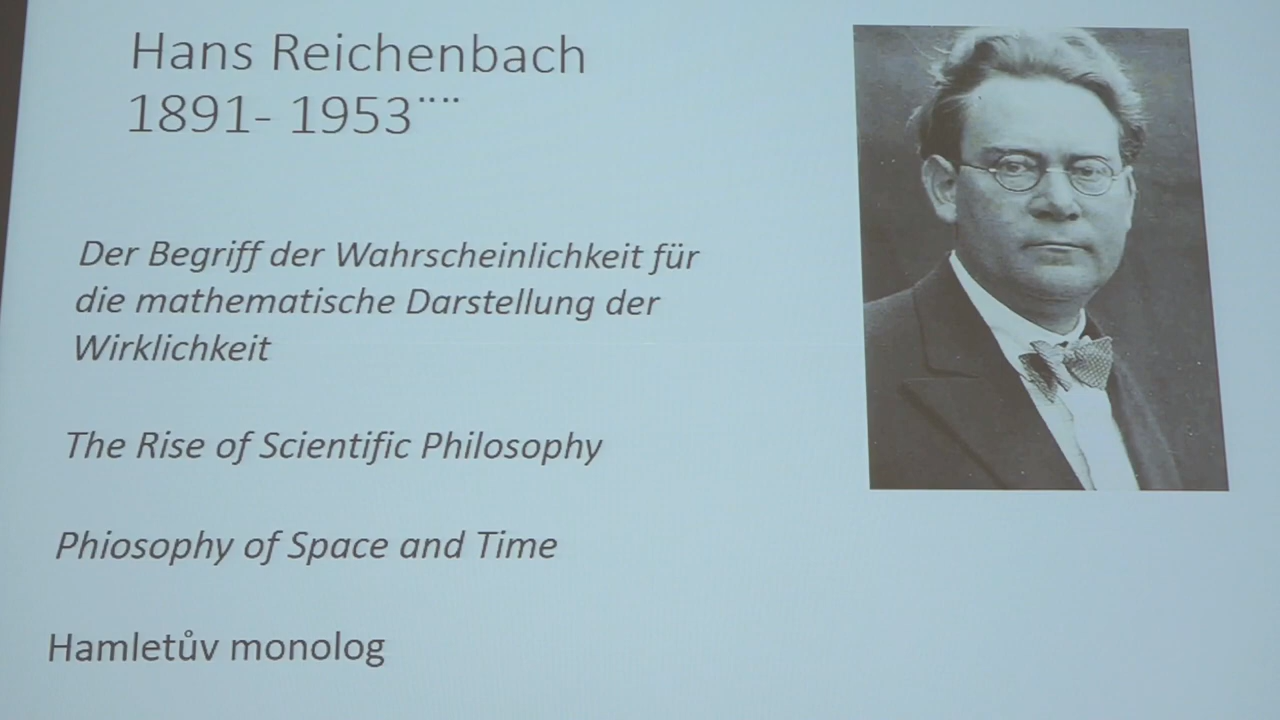 Hans Reichenbach
1891- 1953¨¨
Der Begriff der Wahrscheinlichkeit für
die mathematische Darstellung der
Wirklichkeit
The Rise of Scientific Philosophy
Phiosophy of Space and Time
Hamletův monolog